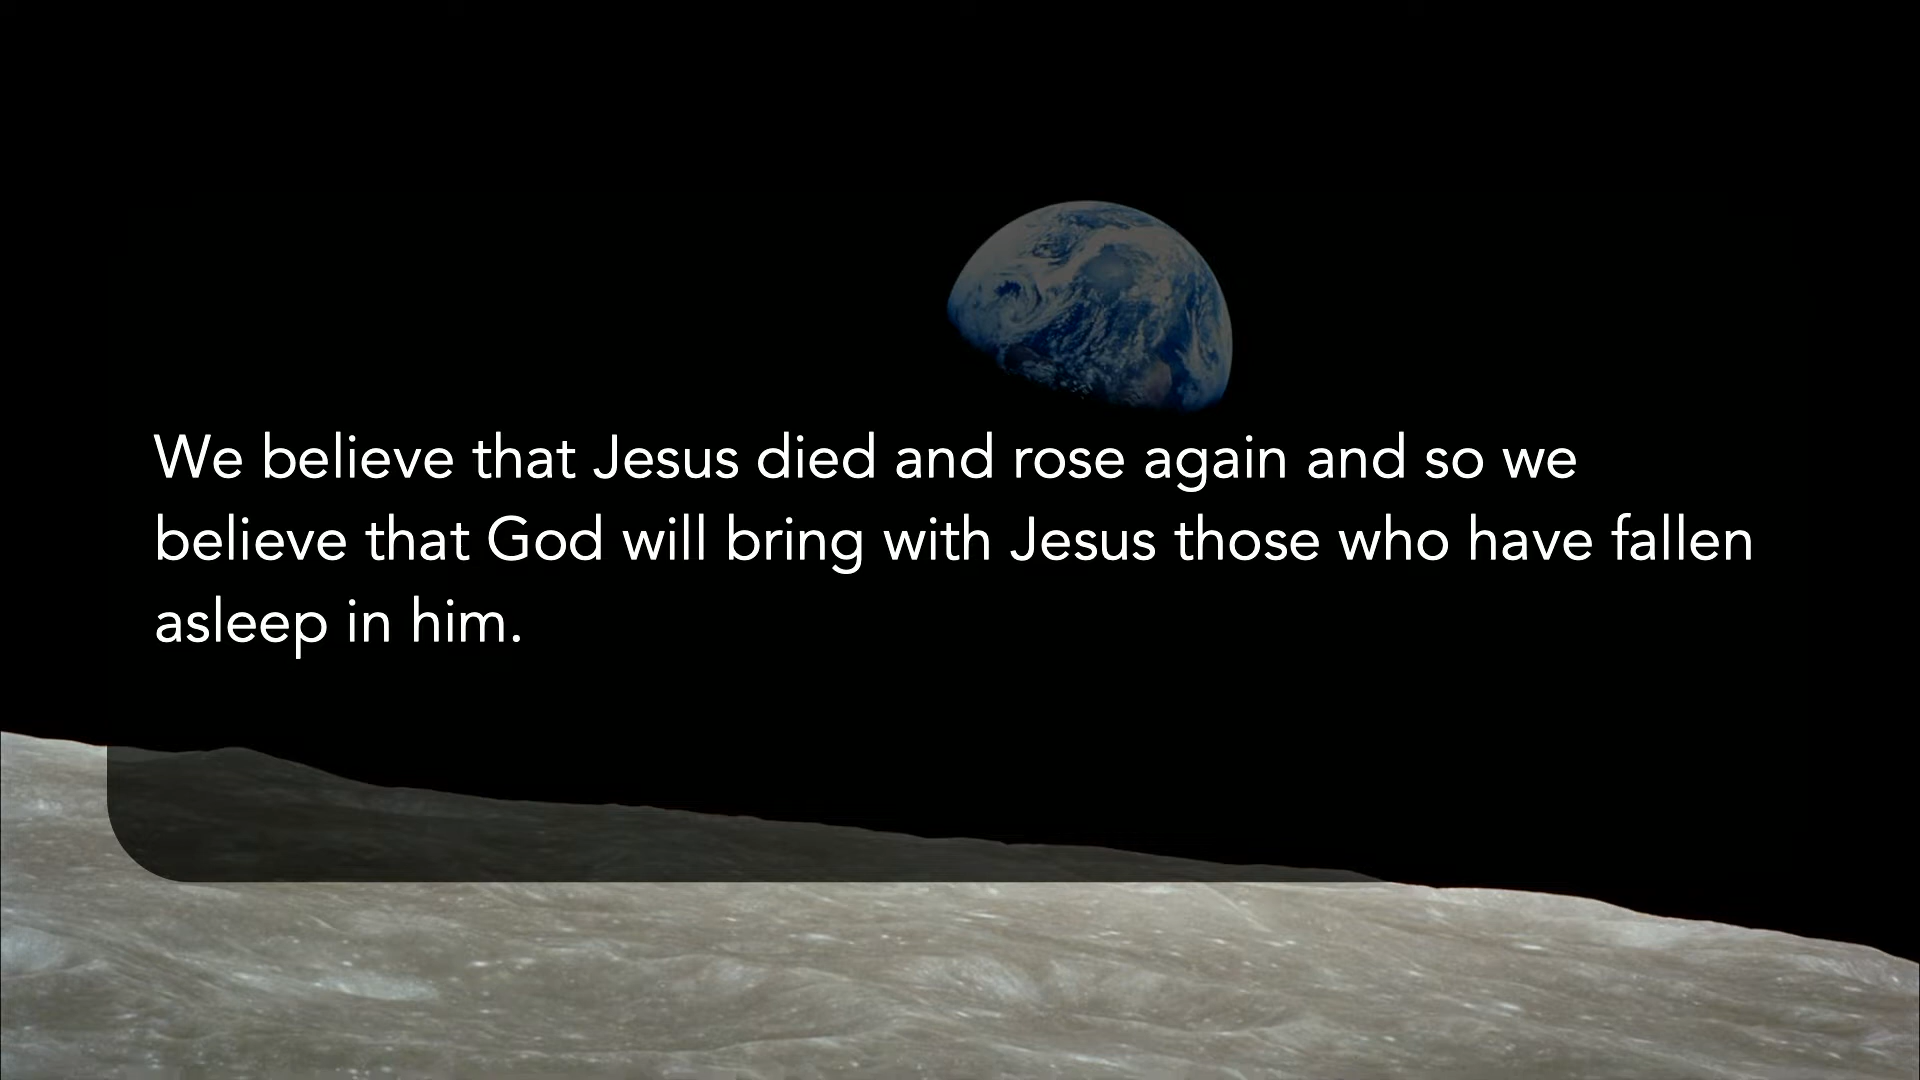 We believe that Jesus died and rose again and so we
believe that God will bring with Jesus those who have fallen
asleep in him.